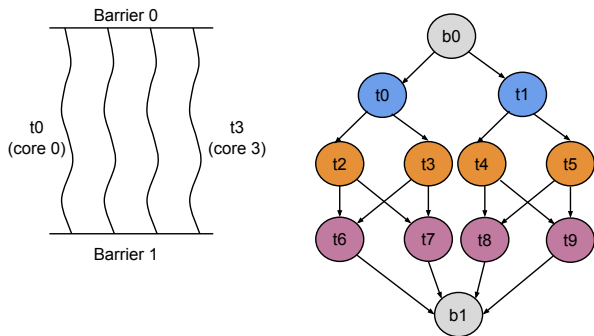 Barrier 0
t0
(core 0)
t3
(core 3)
Barrier 1
b0
t0
t1
t2
t3
t4
t5
t6
t7
t8
t9
b1